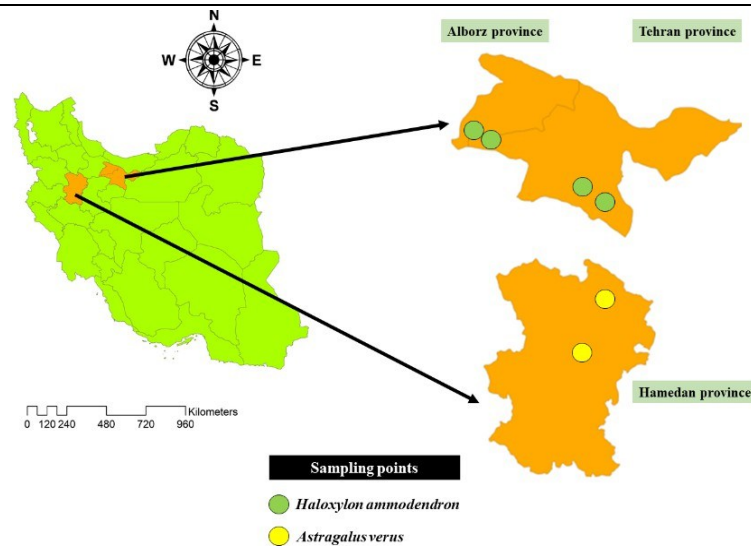 Alborz province
Tehran province
N
W
E
S
Hamedan province
Kilometers
0 120 240 480 720 960
Sampling points
Haloxylon ammodendron
Astragalus verus